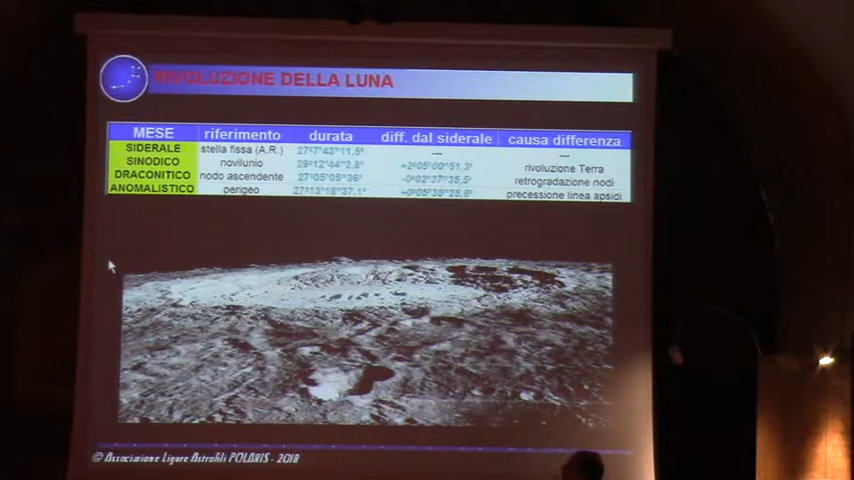 RIVOLUZIONE DELLA LUNA
MESE riferimento durata diff. dal siderale causa differenza
SIDERALE stella fissa (A.R.) 27ᵍ7ʰ43ᵐ11,5ˢ ---  ---
SINODICO novilunio 29ᵍ12ʰ44ᵐ2,8ˢ +2ᵍ05ʰ00ᵐ51,3ˢ rivoluzione Terra
DRACONITICO nodo ascendente 27ᵍ05ʰ05ᵐ36ˢ -0ᵍ02ʰ37ᵐ35,5ˢ retrogradazione nodi
ANOMALISTICO perigeo 27ᵍ13ʰ18ᵐ37,1ˢ +0ᵍ05ʰ35ᵐ25,6ˢ precessione linea apsidi
© Associazione Ligure Astrofili POLARIS - 2018